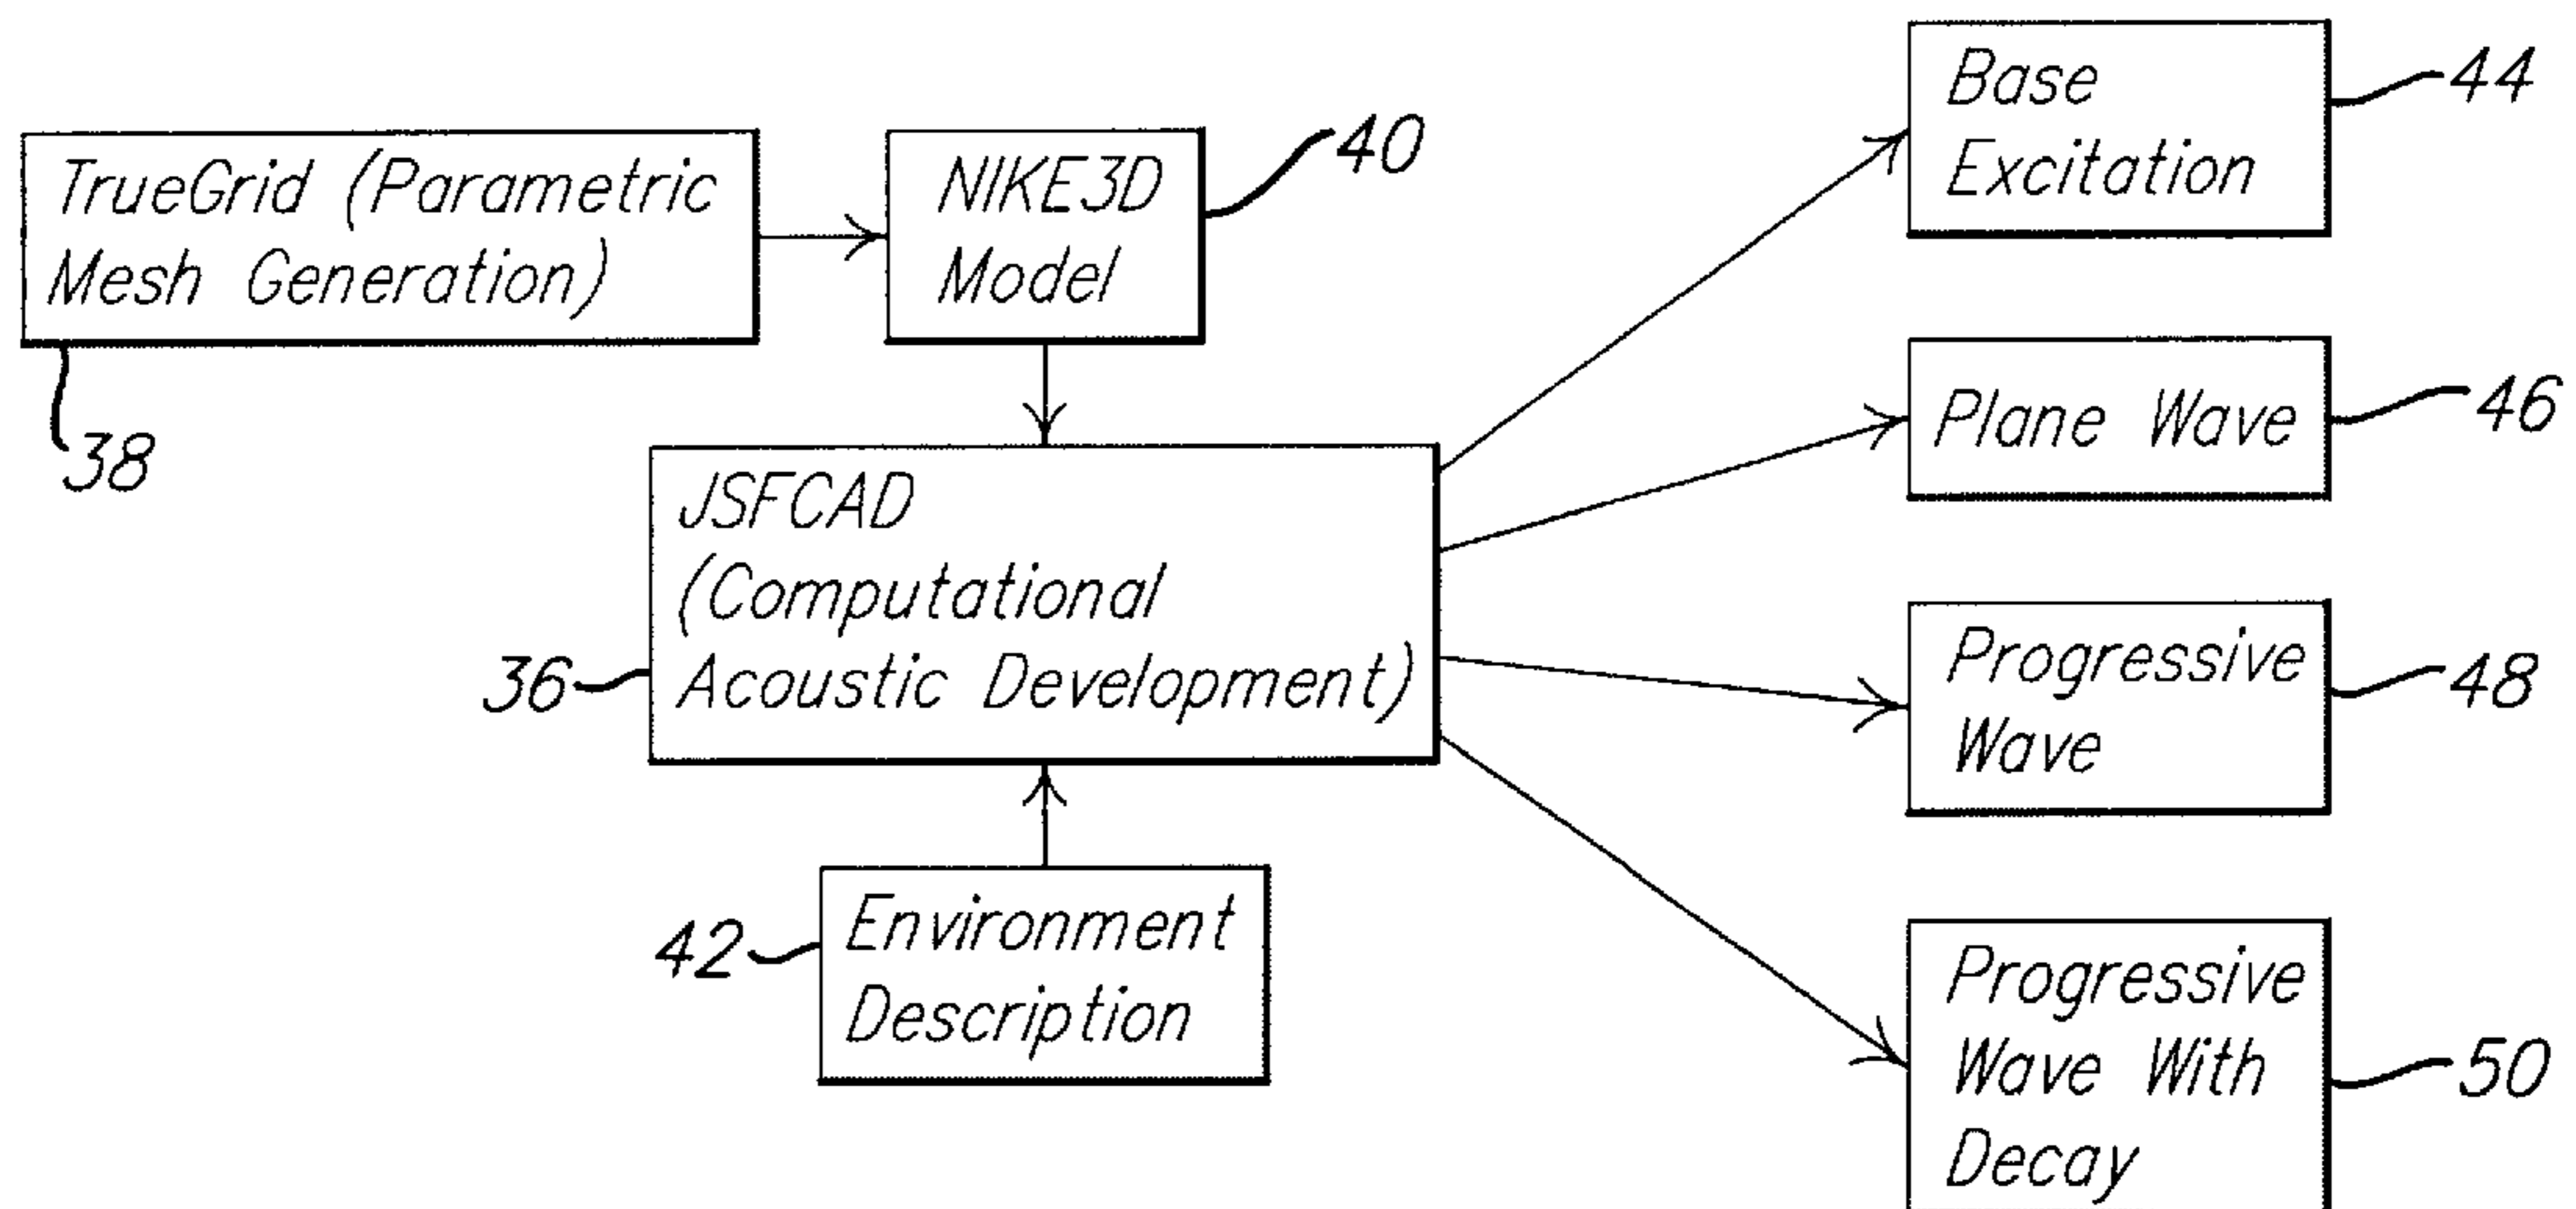 TrueGrid (Parametric
Mesh Generation)
38
NIKE3D
Model
40
JSFCAD
(Computational
Acoustic Development)
36
Environment
Description
42
Base
Excitation
44
Plane Wave
46
Progressive
Wave
48
Progressive
Wave With
Decay
50